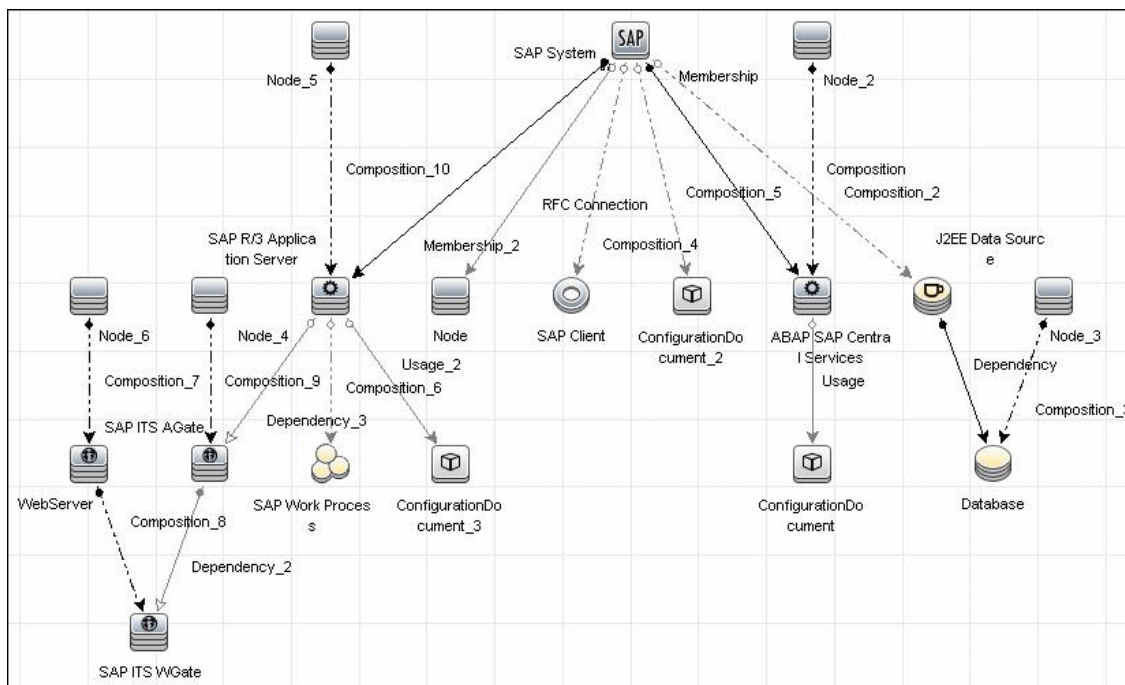 SAP
SAP System
Membership
Node_5
Node_2
Composition_10
Composition
Composition_5
Composition_2
RFC Connection
SAP R/3 Applica
tion Server
Membership_2
Composition_4
J2EE Data Sourc
e
Node_6
Node_4
Node
SAP Client
ConfigurationDo
cument_2
ABAP SAP Centra
l Services
Node_3
Usage_2
Dependency
Composition_7
Composition_9
Composition_6
Usage
Composition_3
Dependency_3
SAP ITS AGate
WebServer
SAP Work Proces
s
ConfigurationDo
cument_3
ConfigurationDo
cument
Database
Composition_8
Dependency_2
SAP ITS WGate